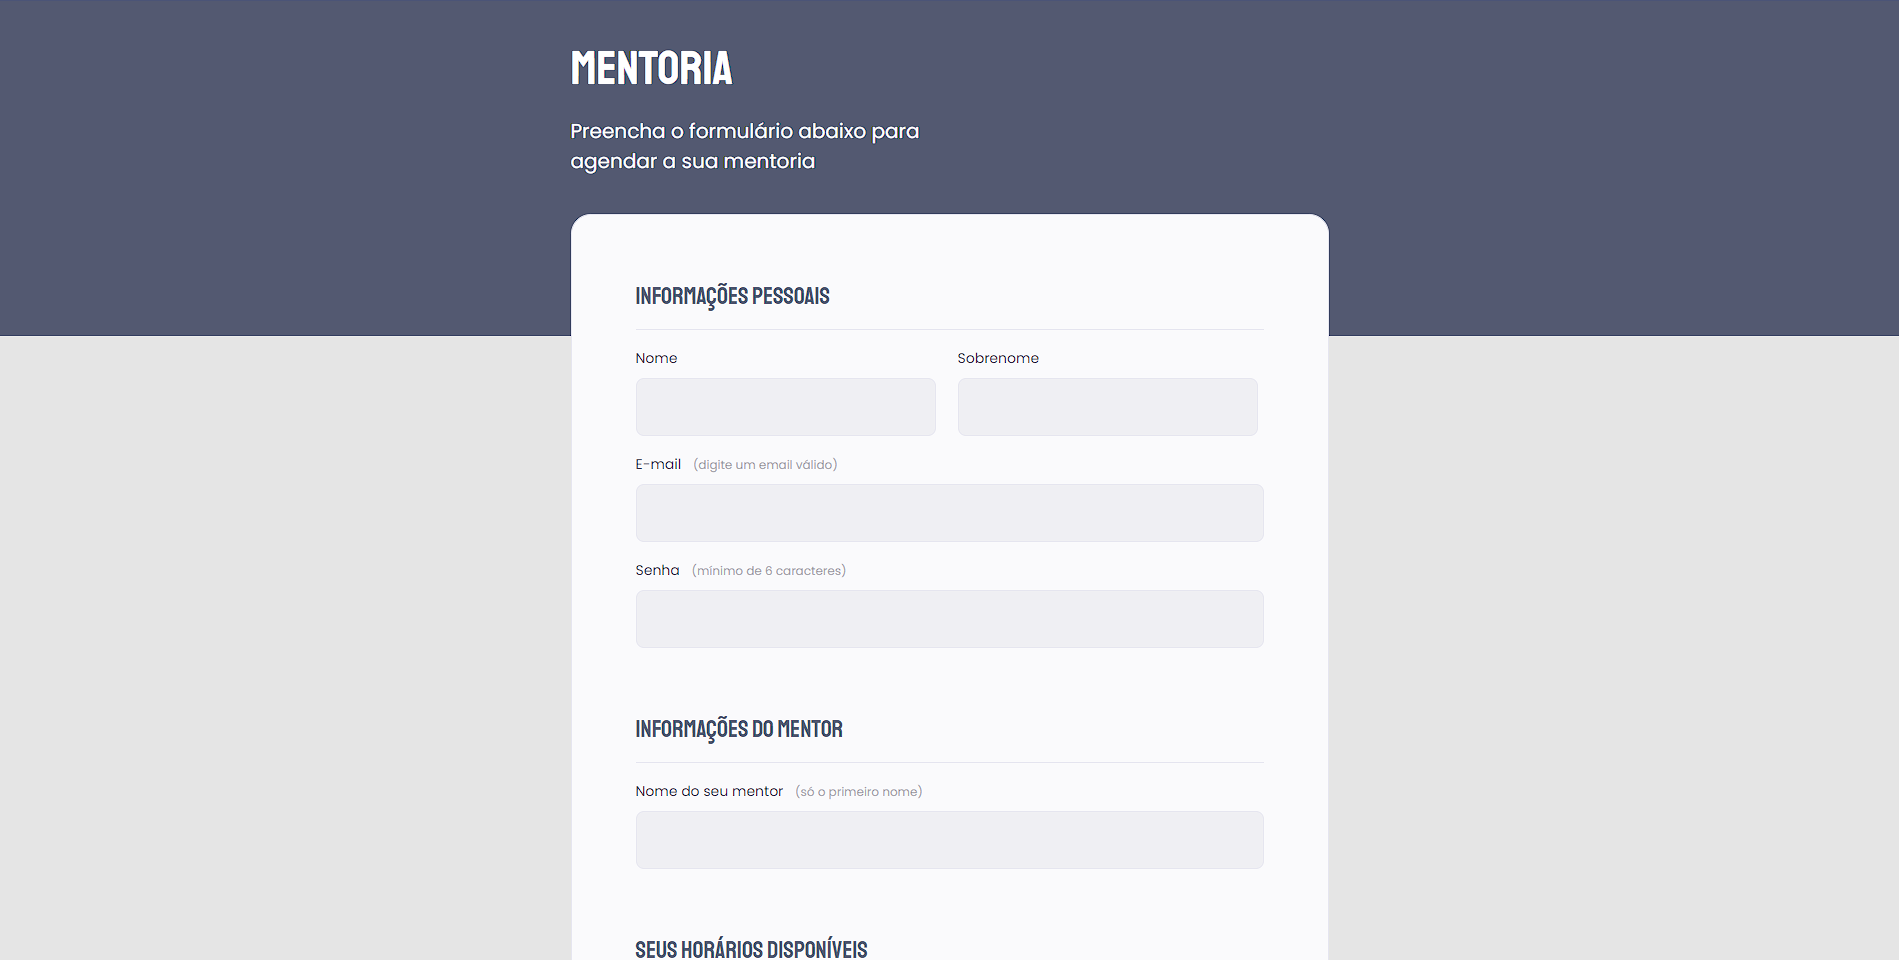 MENTORIA
Preencha o formulário abaixo para
agendar a sua mentoria
INFORMAÇÕES PESSOAIS
Nome
Sobrenome
E-mail (digite um email válido)
Senha (mínimo de 6 caracteres)
INFORMAÇÕES DO MENTOR
Nome do seu mentor (só o primeiro nome)
SEUS HORÁRIOS DISPONÍVEIS